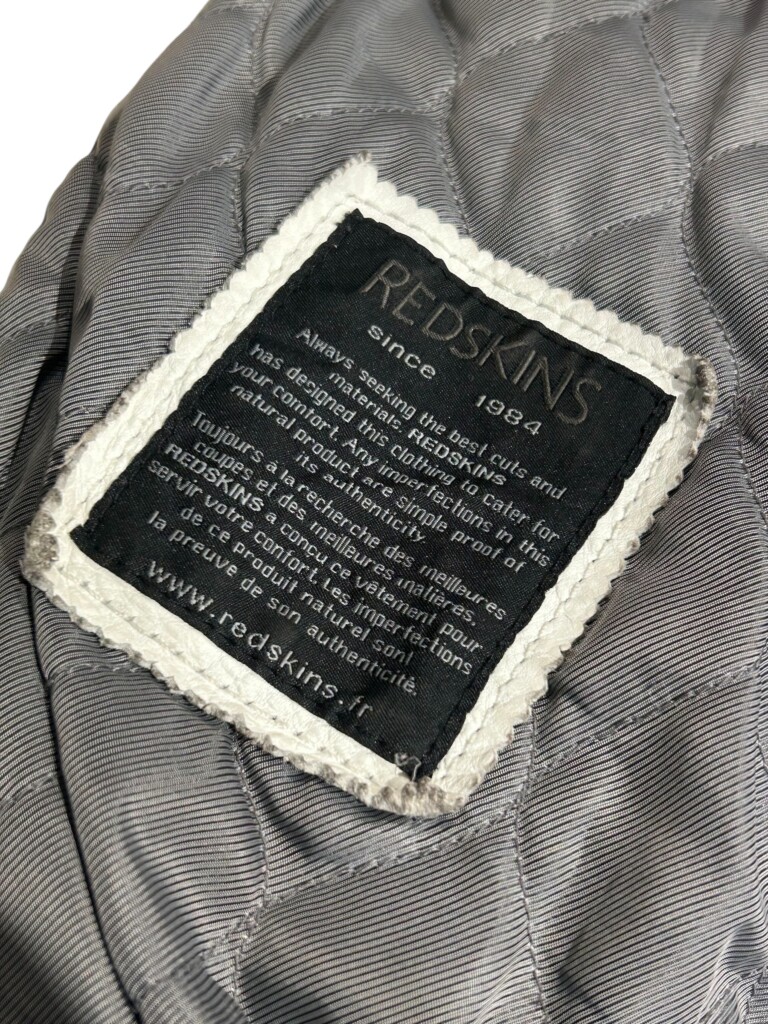 REDSKINS
since 1984
Always seeking the best cuts and
materials, REDSKINS
has designed this clothing to cater for
your comfort. Any imperfections in this
natural product are simple proof of
its authenticity.
Toujours à la recherche des meilleures
coupes et des meilleures matières,
REDSKINS a conçu ce vêtement pour
servir votre confort. Les imperfections
de ce produit naturel sont
la preuve de son authenticité.
www.redskins.fr